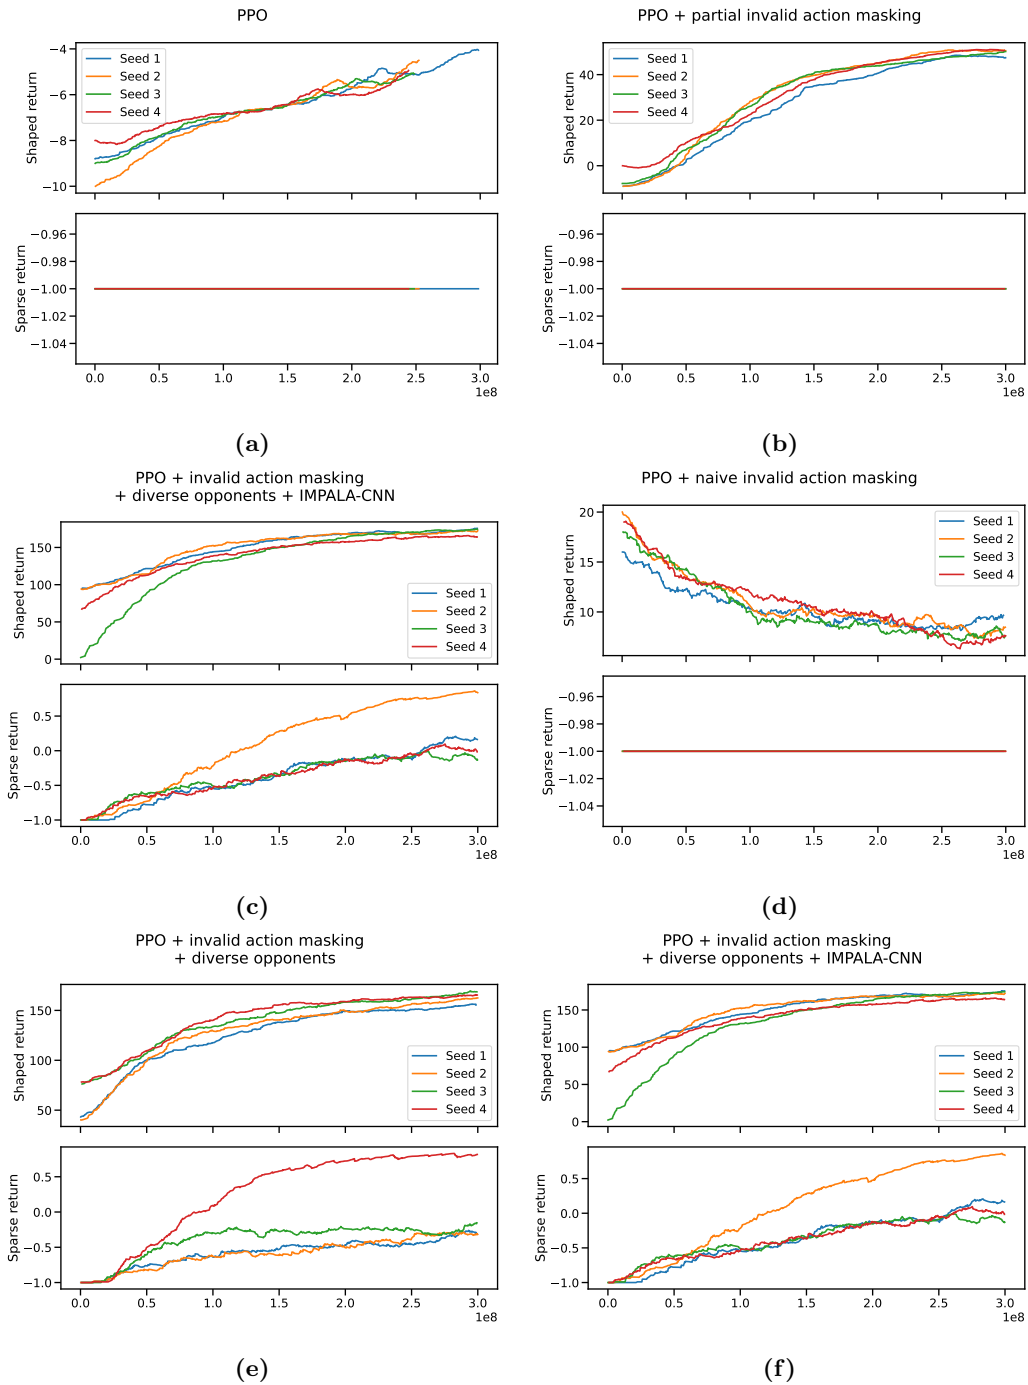 PPO
−4
−6
−8
−10
Shaped return
Seed 1
Seed 2
Seed 3
Seed 4
−0.96
−0.98
−1.00
−1.02
−1.04
Sparse return
0.0 0.5 1.0 1.5 2.0 2.5 3.0
1e8
(a)
PPO + partial invalid action masking
40
20
0
Shaped return
Seed 1
Seed 2
Seed 3
Seed 4
−0.96
−0.98
−1.00
−1.02
−1.04
Sparse return
0.0 0.5 1.0 1.5 2.0 2.5 3.0
1e8
(b)
PPO + invalid action masking
+ diverse opponents + IMPALA-CNN
150
100
50
0
Shaped return
Seed 1
Seed 2
Seed 3
Seed 4
0.5
0.0
−0.5
−1.0
Sparse return
0.0 0.5 1.0 1.5 2.0 2.5 3.0
1e8
(c)
PPO + naive invalid action masking
20
15
10
Shaped return
Seed 1
Seed 2
Seed 3
Seed 4
−0.96
−0.98
−1.00
−1.02
−1.04
Sparse return
0.0 0.5 1.0 1.5 2.0 2.5 3.0
1e8
(d)
PPO + invalid action masking
+ diverse opponents
150
100
50
Shaped return
Seed 1
Seed 2
Seed 3
Seed 4
0.5
0.0
−0.5
−1.0
Sparse return
0.0 0.5 1.0 1.5 2.0 2.5 3.0
1e8
(e)
PPO + invalid action masking
+ diverse opponents + IMPALA-CNN
150
100
50
0
Shaped return
Seed 1
Seed 2
Seed 3
Seed 4
0.5
0.0
−0.5
−1.0
Sparse return
0.0 0.5 1.0 1.5 2.0 2.5 3.0
1e8
(f)